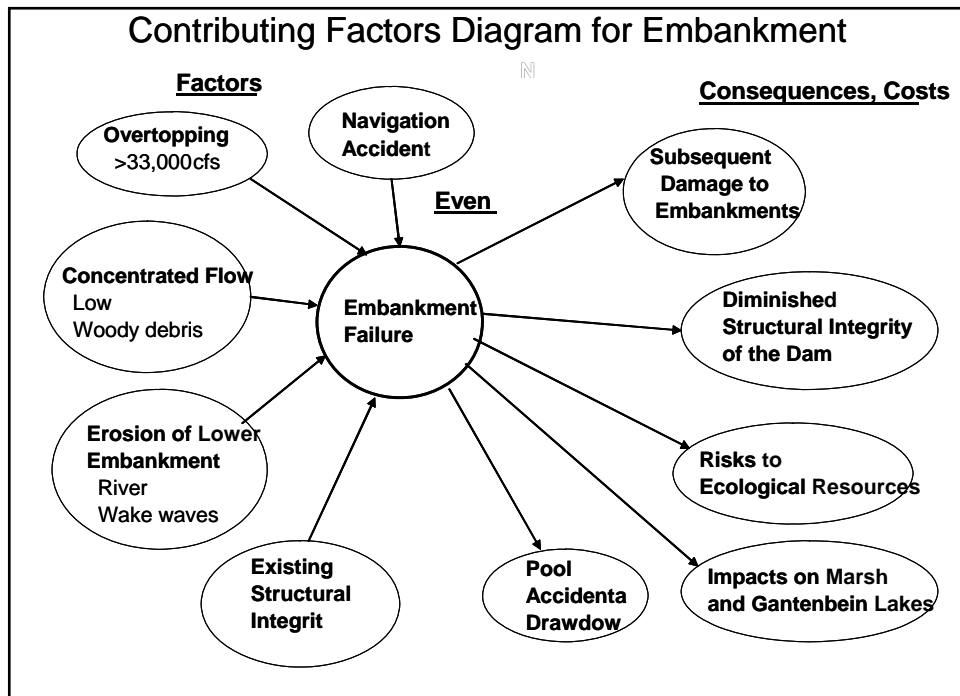 Contributing Factors Diagram for Embankment
N
Factors
Consequences, Costs
Overtopping
>33,000cfs
Navigation
Accident
Subsequent
Damage to
Embankments
Even
Concentrated Flow
Low
Woody debris
Embankment
Failure
Diminished
Structural Integrity
of the Dam
Erosion of Lower
Embankment
River
Wake waves
Risks to
Ecological Resources
Existing
Structural
Integrit
Pool
Accidenta
Drawdow
Impacts on Marsh
and Gantenbein Lakes